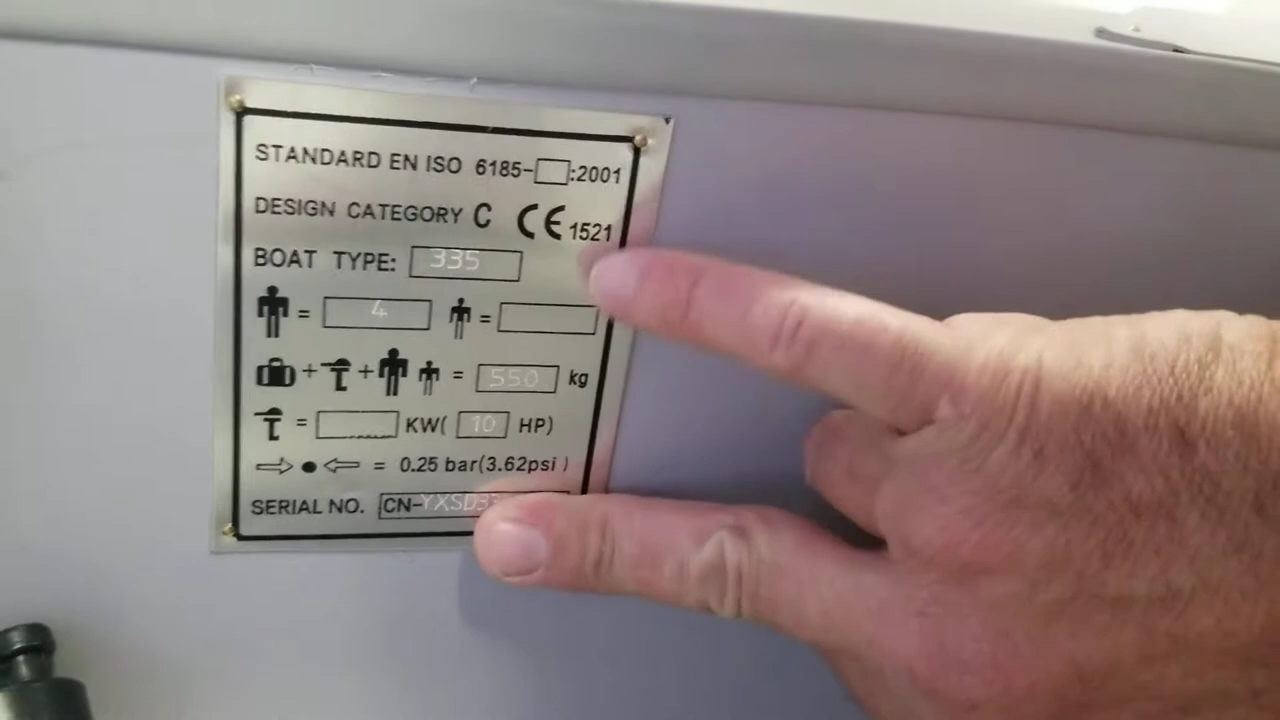 STANDARD EN ISO 6185-☐:2001
DESIGN CATEGORY C CE 1521
BOAT TYPE: 335
= 4 =
+ + = 550 kg
= KW( 10 HP)
= 0.25 bar(3.62psi )
SERIAL NO. CN-YXSD33